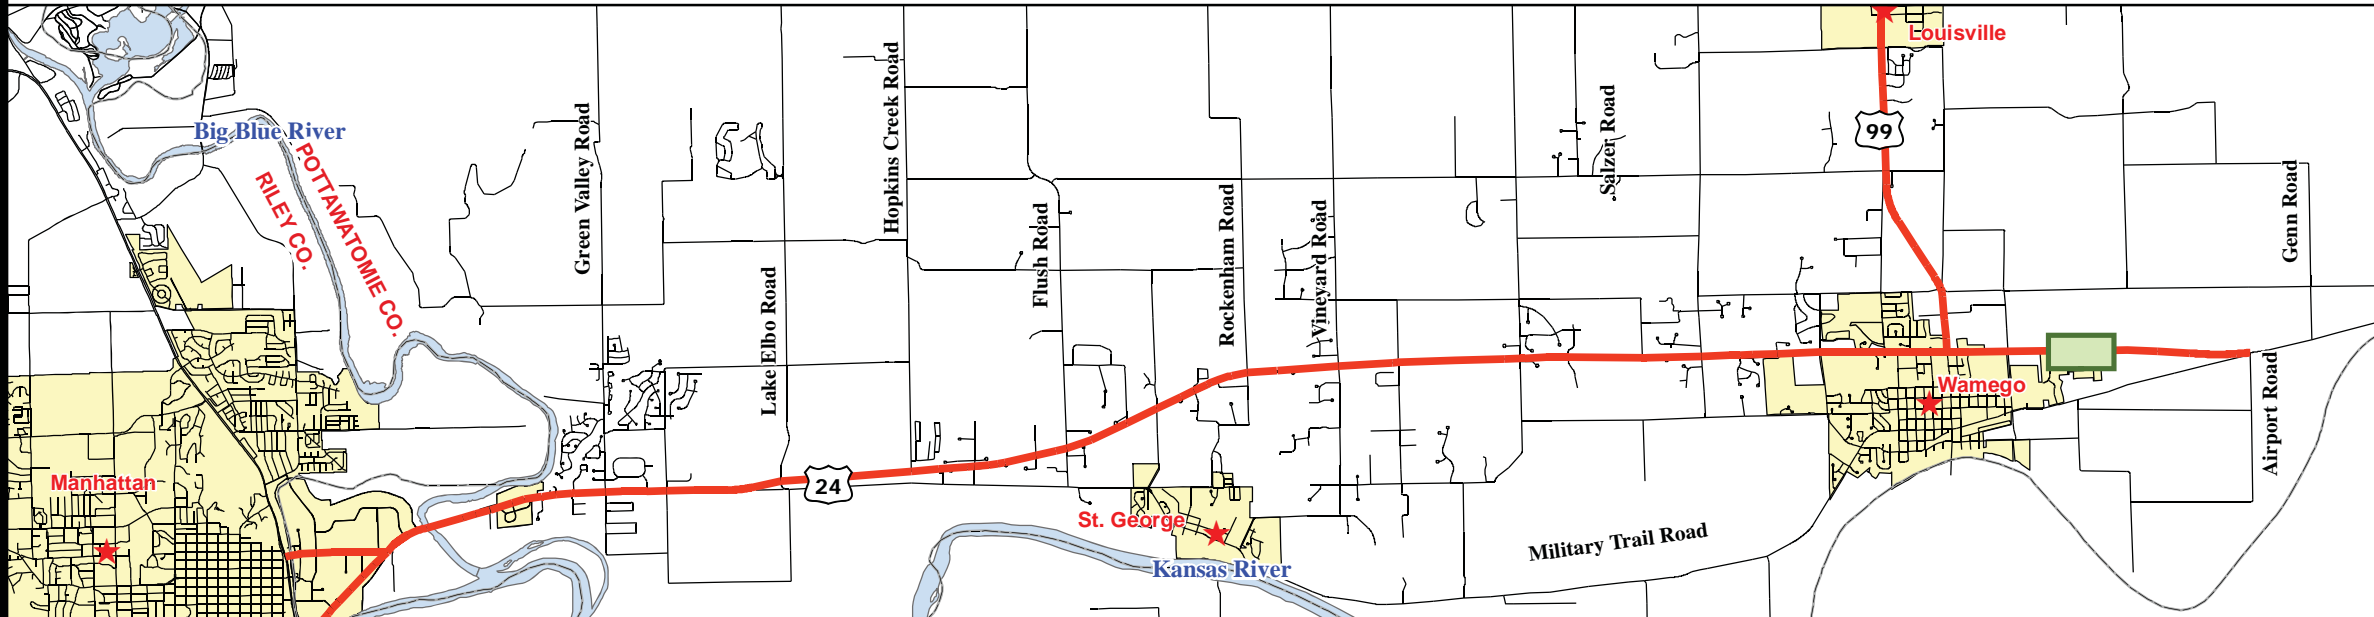 Louisville
99
Big Blue River
POTTAWATOMIE CO.
RILEY CO.
Green Valley Road
Hopkins Creek Road
Salzer Road
Genn Road
Flush Road
Rockenham Road
Vineyard Road
Lake Elbo Road
Wamego
Airport Road
Manhattan
24
St. George
Military Trail Road
Kansas River